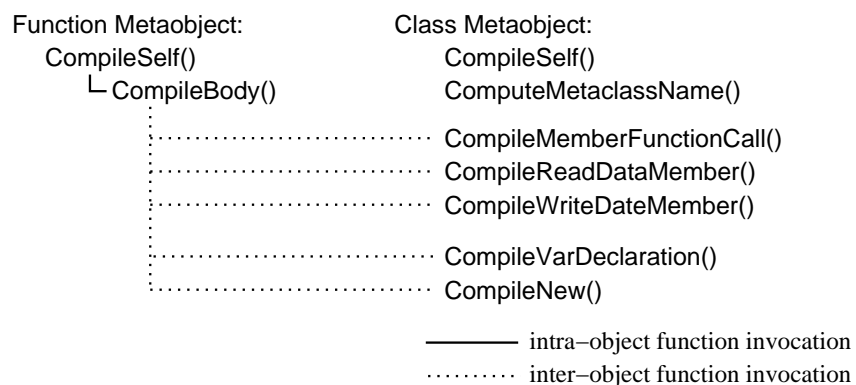 Function Metaobject: Class Metaobject:
CompileSelf() CompileSelf()
CompileBody() ComputeMetaclassName()
CompileMemberFunctionCall()
CompileReadDataMember()
CompileWriteDateMember()
CompileVarDeclaration()
CompileNew()
intra−object function invocation
inter−object function invocation